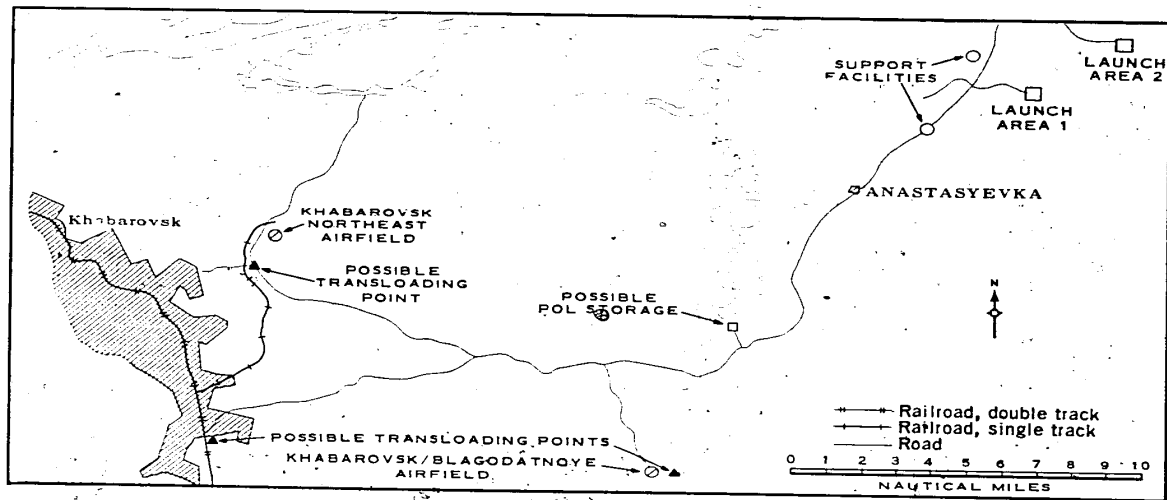 SUPPORT
FACILITIES
LAUNCH
AREA 2
LAUNCH
AREA 1
ANASTASYEVKA
Khabarovsk
KHABAROVSK
NORTHEAST
AIRFIELD
POSSIBLE
TRANSLOADING
POINT
POSSIBLE
POL STORAGE
N
POSSIBLE TRANSLOADING POINTS
KHABAROVSK/BLAGODATNOYE
AIRFIELD
Railroad, double track
Railroad, single track
Road
0 1 2 3 4 5 6 7 8 9 10
NAUTICAL MILES